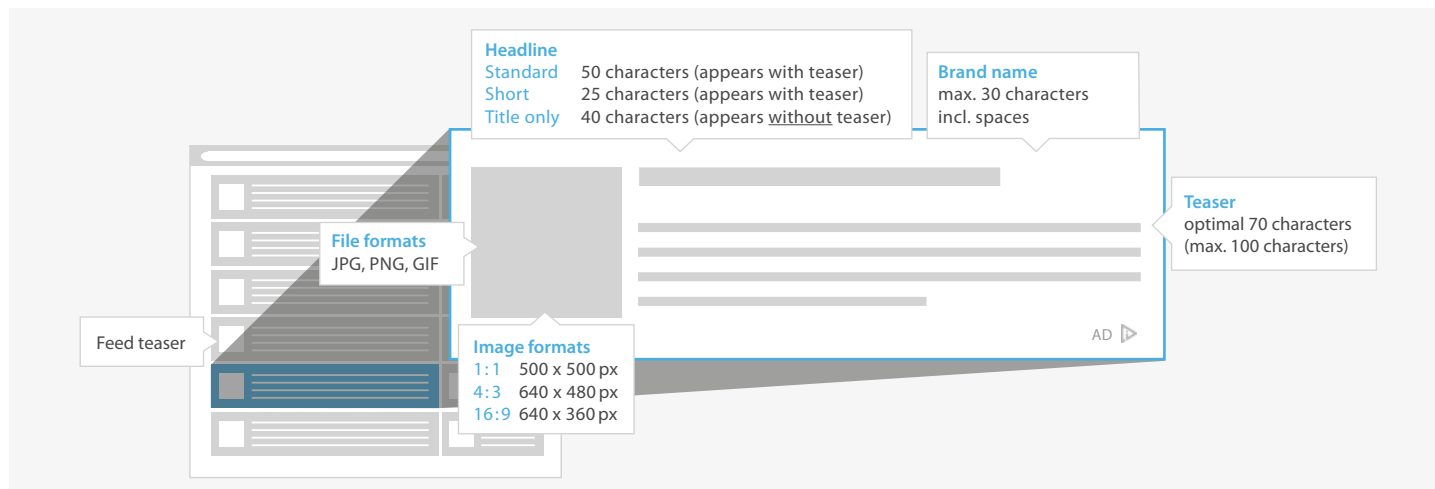 Headline
Standard 50 characters (appears with teaser)
Short 25 characters (appears with teaser)
Title only 40 characters (appears without teaser)
Brand name
max. 30 characters
incl. spaces
Teaser
optimal 70 characters
(max. 100 characters)
File formats
JPG, PNG, GIF
Feed teaser
AD
Image formats
1:1 500 x 500 px
4:3 640 x 480 px
16:9 640 x 360 px